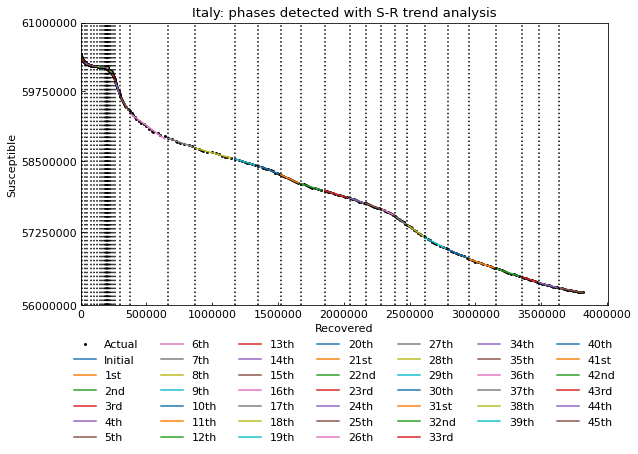 Italy: phases detected with S-R trend analysis
61000000
59750000
58500000
57250000
56000000
Susceptible
0 500000 1000000 1500000 2000000 2500000 3000000 3500000 4000000
Recovered
Actual 6th 13th 20th 27th 34th 40th
Initial 7th 14th 21st 28th 35th 41st
1st 8th 15th 22nd 29th 36th 42nd
2nd 9th 16th 23rd 30th 37th 43rd
3rd 10th 17th 24th 31st 38th 44th
4th 11th 18th 25th 32nd 39th 45th
5th 12th 19th 26th 33rd